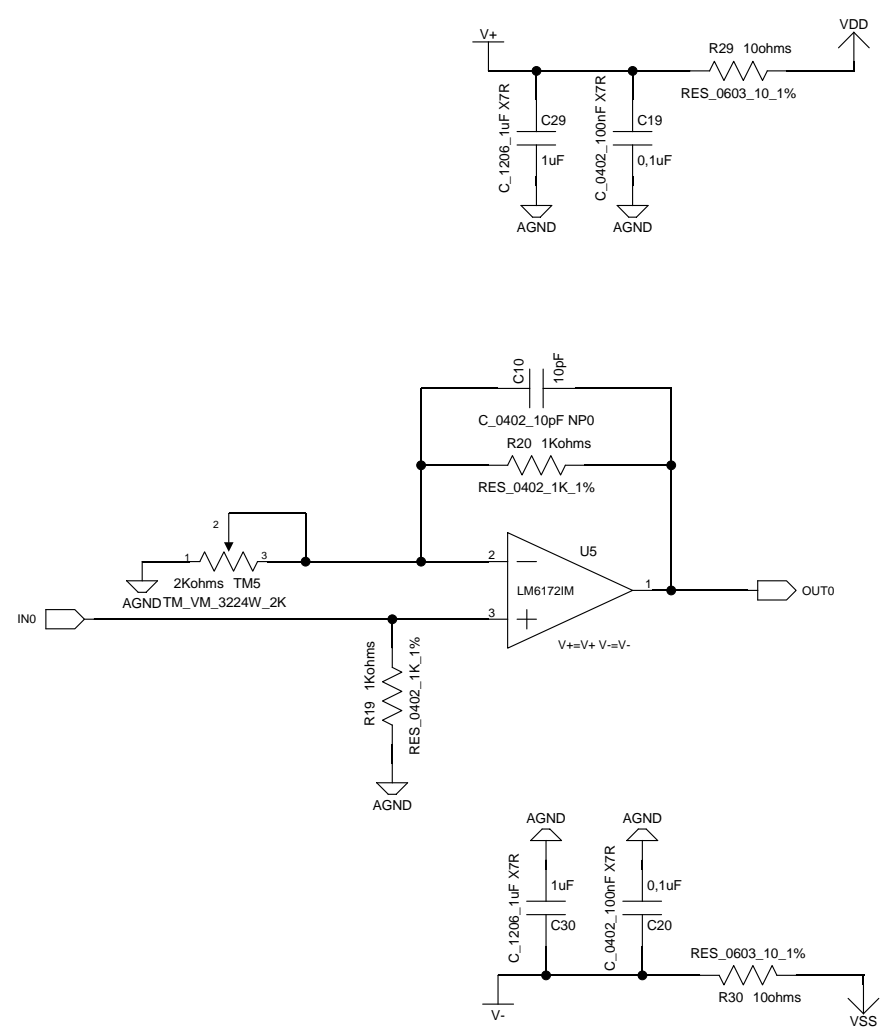 VDD
V+
R29 10ohms
RES_0603_10_1%
C_1206_1uF X7R
C29
1uF
C_0402_100nF X7R
C19
0,1uF
AGND
AGND
C10
10pF
C_0402_10pF NP0
R20 1Kohms
RES_0402_1K_1%
2
1
3
2Kohms TM5
AGND
TM_VM_3224W_2K
2
U5
LM6172IM
1
OUT0
IN0
3
V+=V+ V-=V-
R19 1Kohms
RES_0402_1K_1%
AGND
AGND
AGND
C_1206_1uF X7R
1uF
C30
C_0402_100nF X7R
0,1uF
C20
RES_0603_10_1%
R30 10ohms
V-
VSS